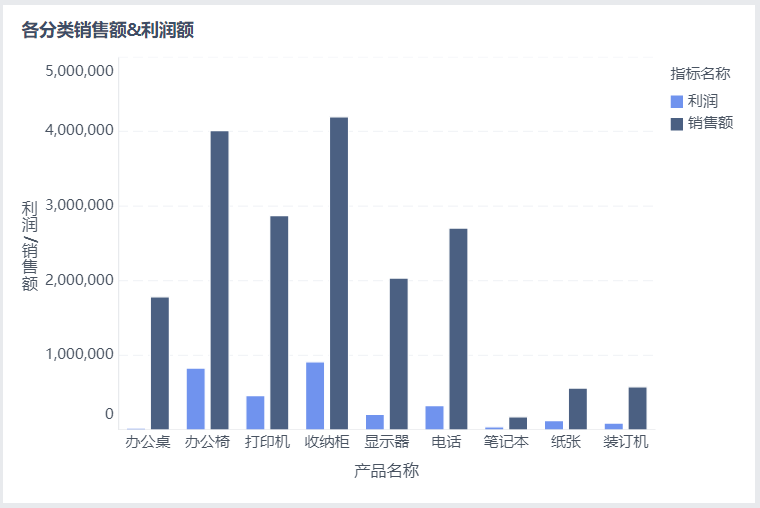 各分类销售额&利润额
指标名称
利润
销售额
利润/销售额
5,000,000
4,000,000
3,000,000
2,000,000
1,000,000
0
办公桌 办公椅 打印机 收纳柜 显示器 电话 笔记本 纸张 装订机
产品名称